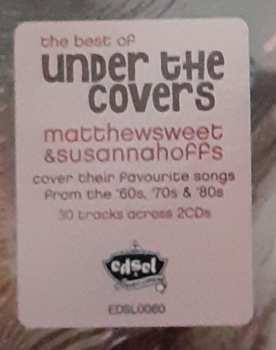 the best of
under the
covers
matthewsweet
&susannahoffs
cover their favourite songs
from the '60s, '70s & '80s
30 tracks across 2CDs
edsel
EDSL0060